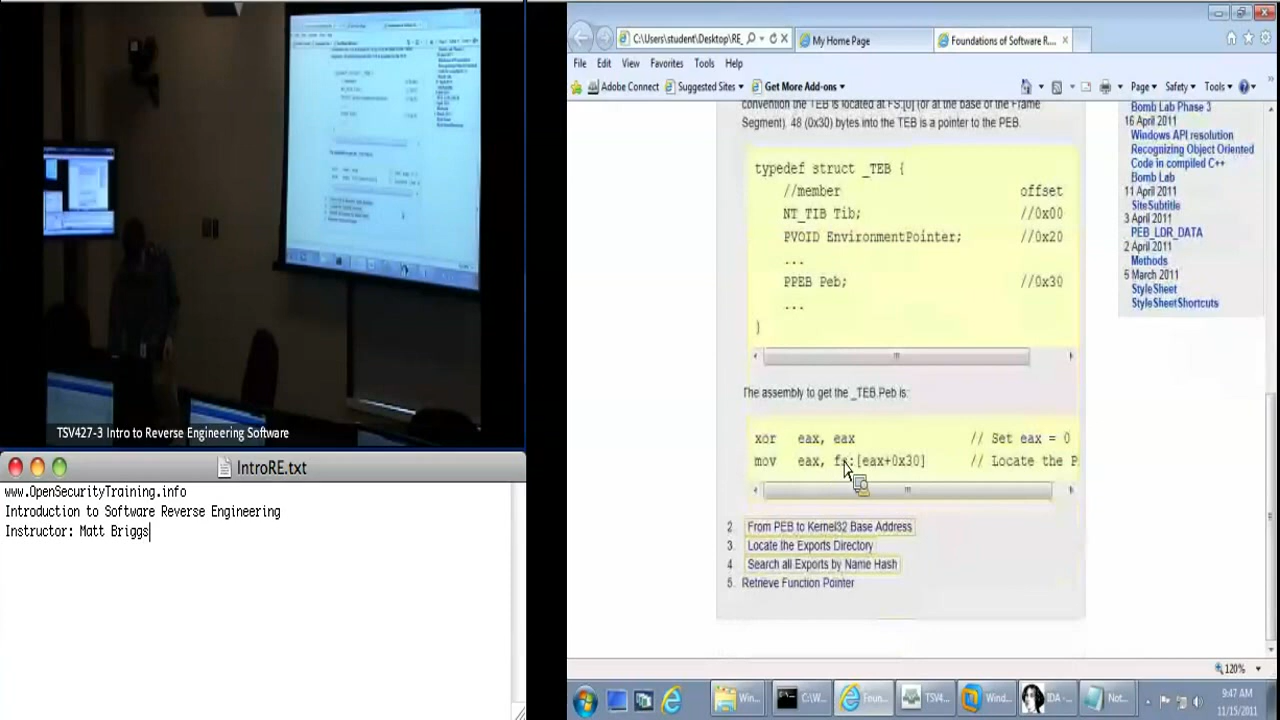 TSV427-3 Intro to Reverse Engineering Software
IntroRE.txt
www.OpenSecurityTraining.info
Introduction to Software Reverse Engineering
Instructor: Matt Briggs
C:\Users\student\Desktop\RE_
My Home Page
Foundations of Software R...
File Edit View Favorites Tools Help
Adobe Connect Suggested Sites Get More Add-ons
Page Safety Tools
convention the TEB is located at FS:[0] (or at the base of the Frame
Segment). 48 (0x30) bytes into the TEB is a pointer to the PEB.
typedef struct _TEB {
//member offset
NT_TIB Tib; //0x00
PVOID EnvironmentPointer; //0x20
...
PPEB Peb; //0x30
...
}
The assembly to get the _TEB.Peb is:
xor eax, eax // Set eax = 0
mov eax, fs:[eax+0x30] // Locate the P
2. From PEB to Kernel32 Base Address
3. Locate the Exports Directory
4. Search all Exports by Name Hash
5. Retrieve Function Pointer
Bomb Lab Phase 3
16 April 2011
Windows API resolution
Recognizing Object Oriented
Code in compiled C++
Bomb Lab
11 April 2011
SiteSubtitle
3 April 2011
PEB_LDR_DATA
2 April 2011
Methods
5 March 2011
StyleSheet
StyleSheetShortcuts
120%
Win... C:\W... Foun... TSV4... Wind... IDA -... Not...
9:47 AM
11/15/2011